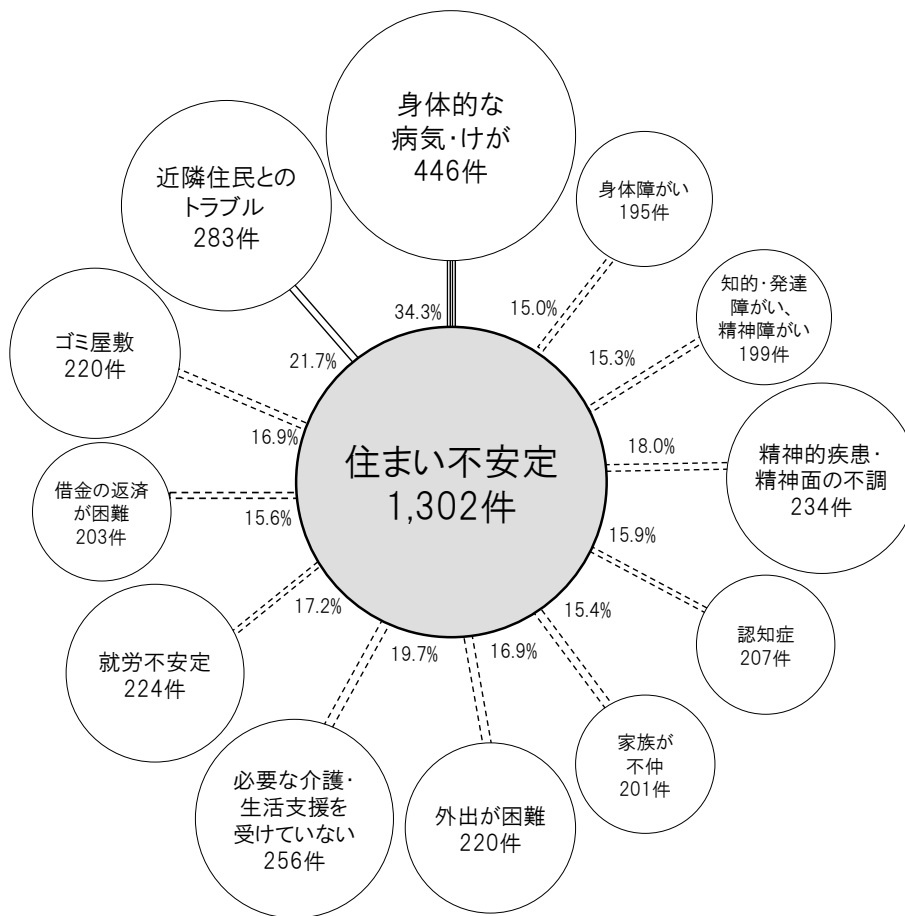 身体的な
病気・けが
446件
34.3%
身体障がい
195件
15.0%
知的・発達
障がい、
精神障がい
199件
15.3%
精神的疾患・
精神面の不調
234件
18.0%
認知症
207件
15.9%
家族が
不仲
201件
15.4%
外出が困難
220件
16.9%
必要な介護・
生活支援を
受けていない
256件
19.7%
就労不安定
224件
17.2%
借金の返済
が困難
203件
15.6%
ゴミ屋敷
220件
16.9%
近隣住民との
トラブル
283件
21.7%
住まい不安定
1,302件